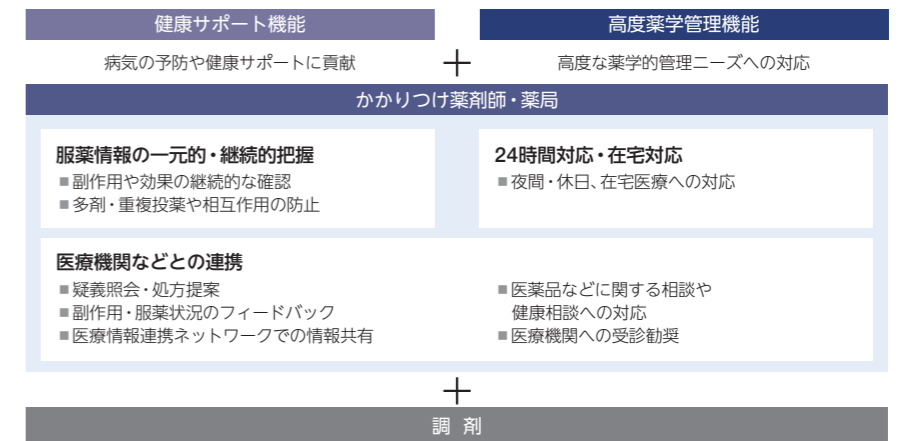 健康サポート機能
高度薬学管理機能
病気の予防や健康サポートに貢献
＋
高度な薬学的管理ニーズへの対応
かかりつけ薬剤師・薬局
服薬情報の一元的・継続的把握
■副作用や効果の継続的な確認
■多剤・重複投薬や相互作用の防止
24時間対応・在宅対応
■夜間・休日、在宅医療への対応
医療機関などとの連携
■疑義照会・処方提案
■副作用・服薬状況のフィードバック
■医療情報連携ネットワークでの情報共有
■医薬品などに関する相談や
健康相談への対応
■医療機関への受診勧奨
＋
調 剤